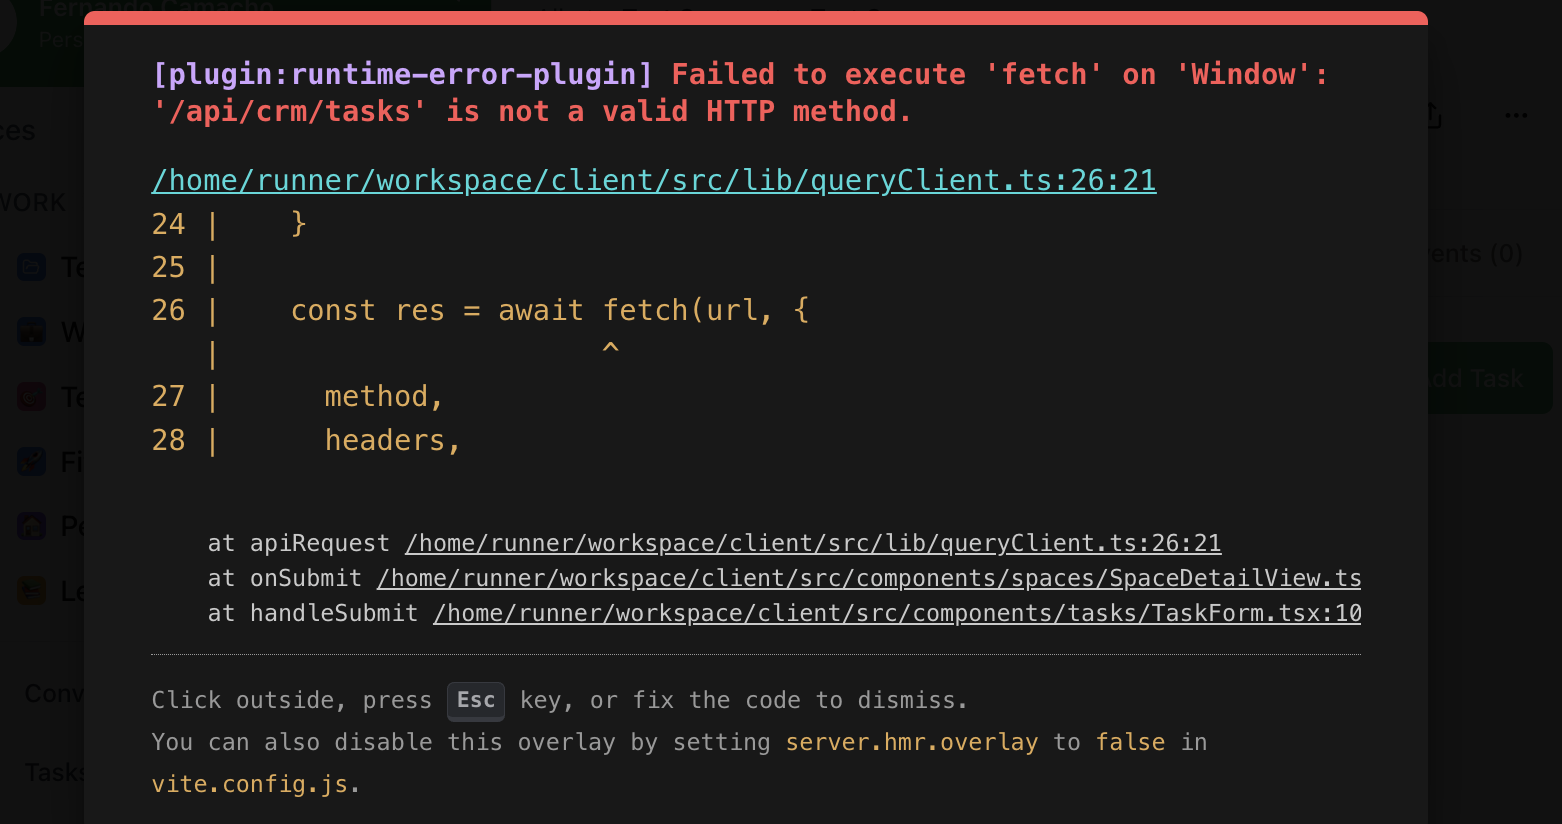 Fernando Camacho
Pers
[plugin:runtime-error-plugin] Failed to execute 'fetch' on 'Window':
'/api/crm/tasks' is not a valid HTTP method.
ces
/home/runner/workspace/client/src/lib/queryClient.ts:26:21
WORK
24 |    }
25 |
ents (0)
Te
26 |    const res = await fetch(url, {
W
|                      ^
dd Task
Te
27 |      method,
28 |      headers,
Fi
Pe
at apiRequest /home/runner/workspace/client/src/lib/queryClient.ts:26:21
at onSubmit /home/runner/workspace/client/src/components/spaces/SpaceDetailView.ts
Le
at handleSubmit /home/runner/workspace/client/src/components/tasks/TaskForm.tsx:10
Conv
Click outside, press Esc key, or fix the code to dismiss.
You can also disable this overlay by setting server.hmr.overlay to false in
Tasks
vite.config.js.